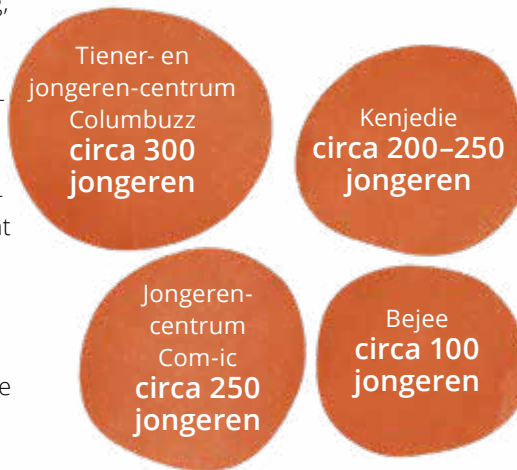 Tiener- en
jongeren-centrum
Columbuzz
circa 300
jongeren
Kenjedie
circa 200–250
jongeren
Jongeren-
centrum
Com-ic
circa 250
jongeren
Bejee
circa 100
jongeren